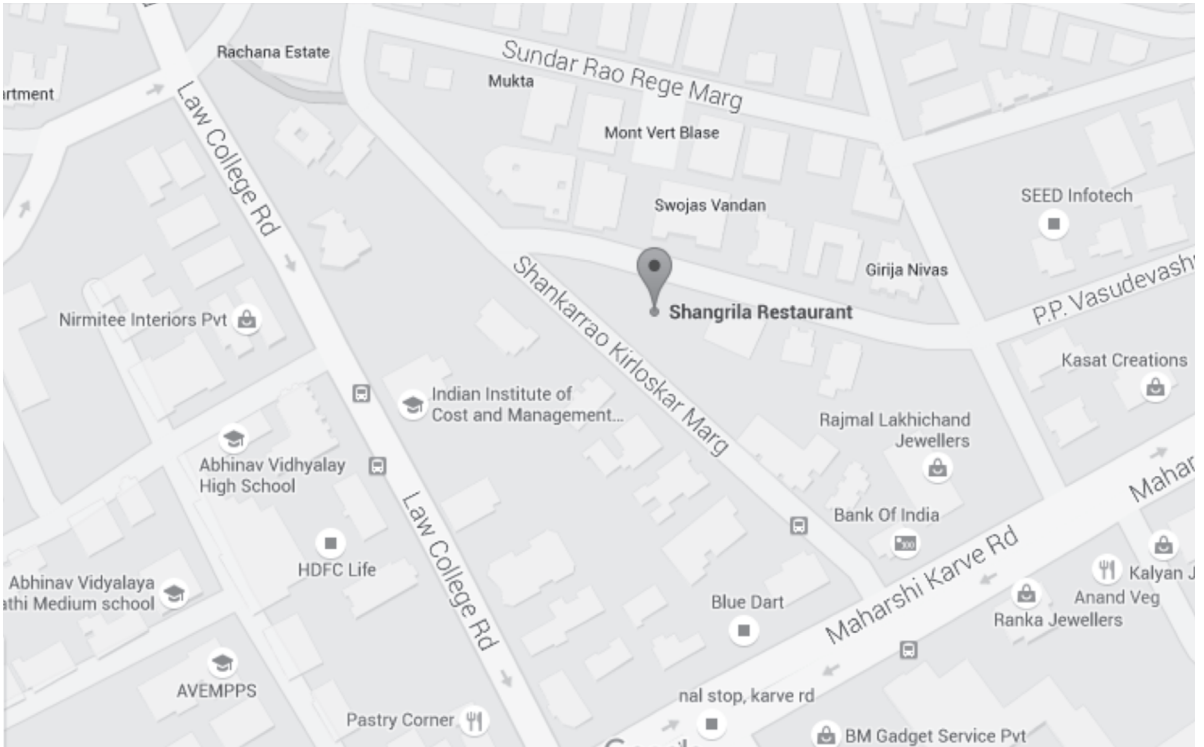 Rachana Estate
Sundar Rao Rege Marg
Mukta
artment
Law College Rd
Mont Vert Blase
SEED Infotech
Swojas Vandan
Girija Nivas
Shankarrao Kirloskar Marg
P.P. Vasudevash
Nirmitee Interiors Pvt
Shangrila Restaurant
Kasat Creations
Indian Institute of
Cost and Management...
Rajmal Lakhichand
Jewellers
Abhinav Vidhyalay
High School
Mahar
Law College Rd
Bank Of India
Maharshi Karve Rd
HDFC Life
Abhinav Vidyalaya
athi Medium school
Kalyan J
Anand Veg
Blue Dart
Ranka Jewellers
AVEMPPS
nal stop, karve rd
Pastry Corner
BM Gadget Service Pvt